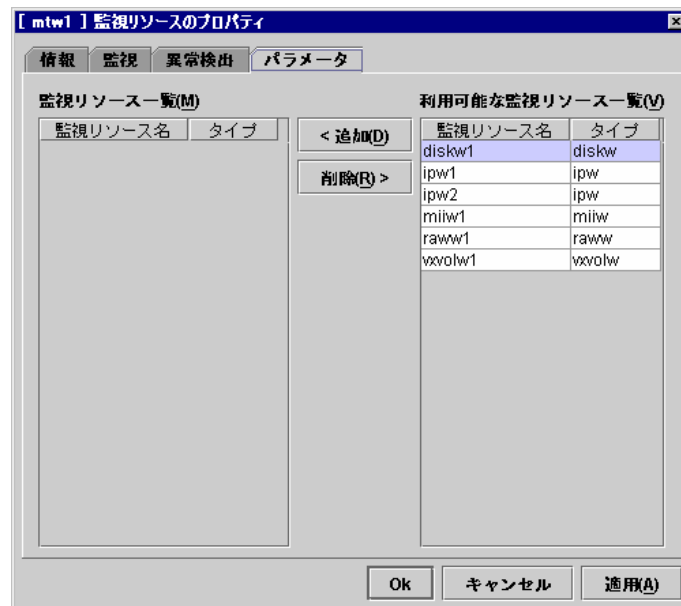 [ mtw1 ] 監視リソースのプロパティ
情報 監視 異常検出 パラメータ
監視リソース一覧(M)
監視リソース名 タイプ
< 追加(D)
削除(R) >
利用可能な監視リソース一覧(V)
監視リソース名 タイプ
diskw1 diskw
ipw1 ipw
ipw2 ipw
miiw1 miiw
raww1 raww
vxvolw1 vxvolw
Ok キャンセル 適用(A)